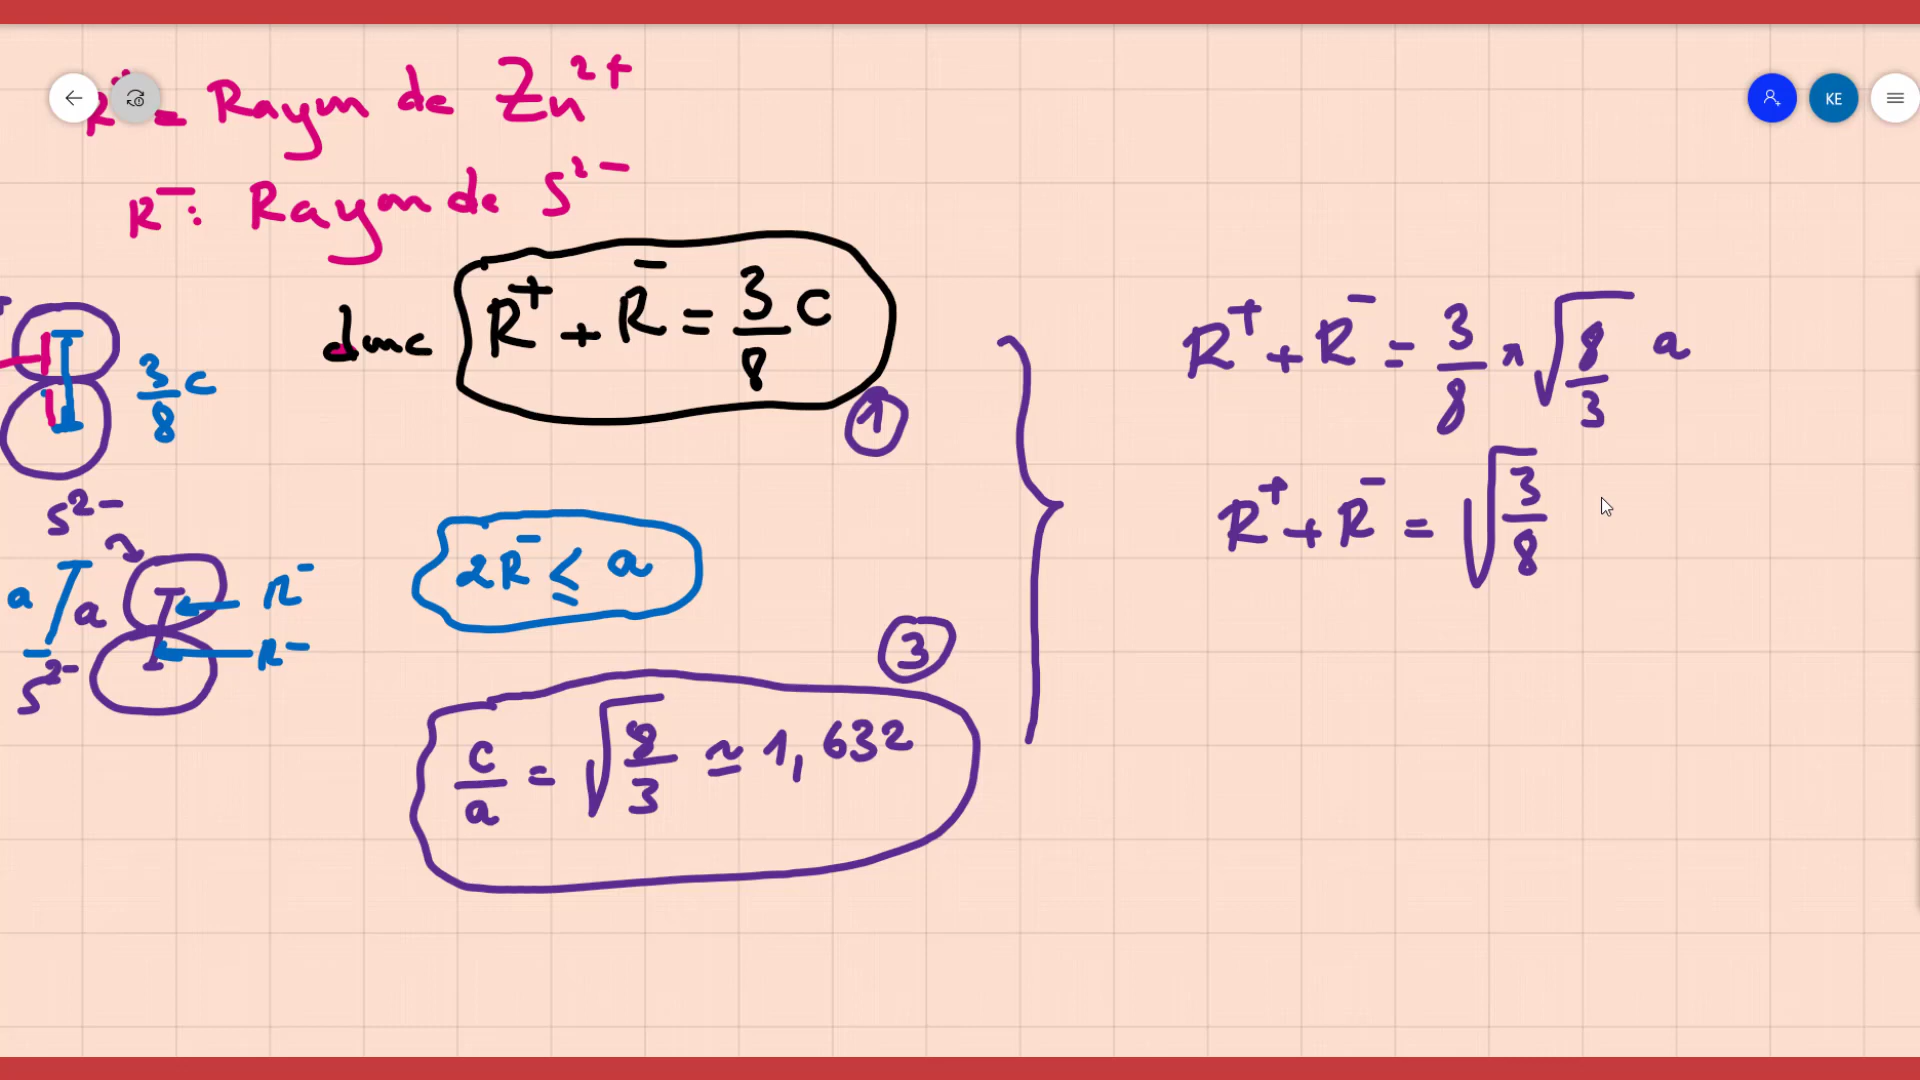 R⁺ = Rayon de Zn²⁺
R⁻ : Rayon de S²⁻
donc R⁺ + R⁻ = 3/8 c
①
3/8 c
S²⁻
a
a
R⁻
R⁻
S²⁻
2R⁻ ≤ a
③
c/a = √(8/3) ≃ 1,632
R⁺ + R⁻ = 3/8 × √(8/3) a
R⁺ + R⁻ = √(3/8)
KE